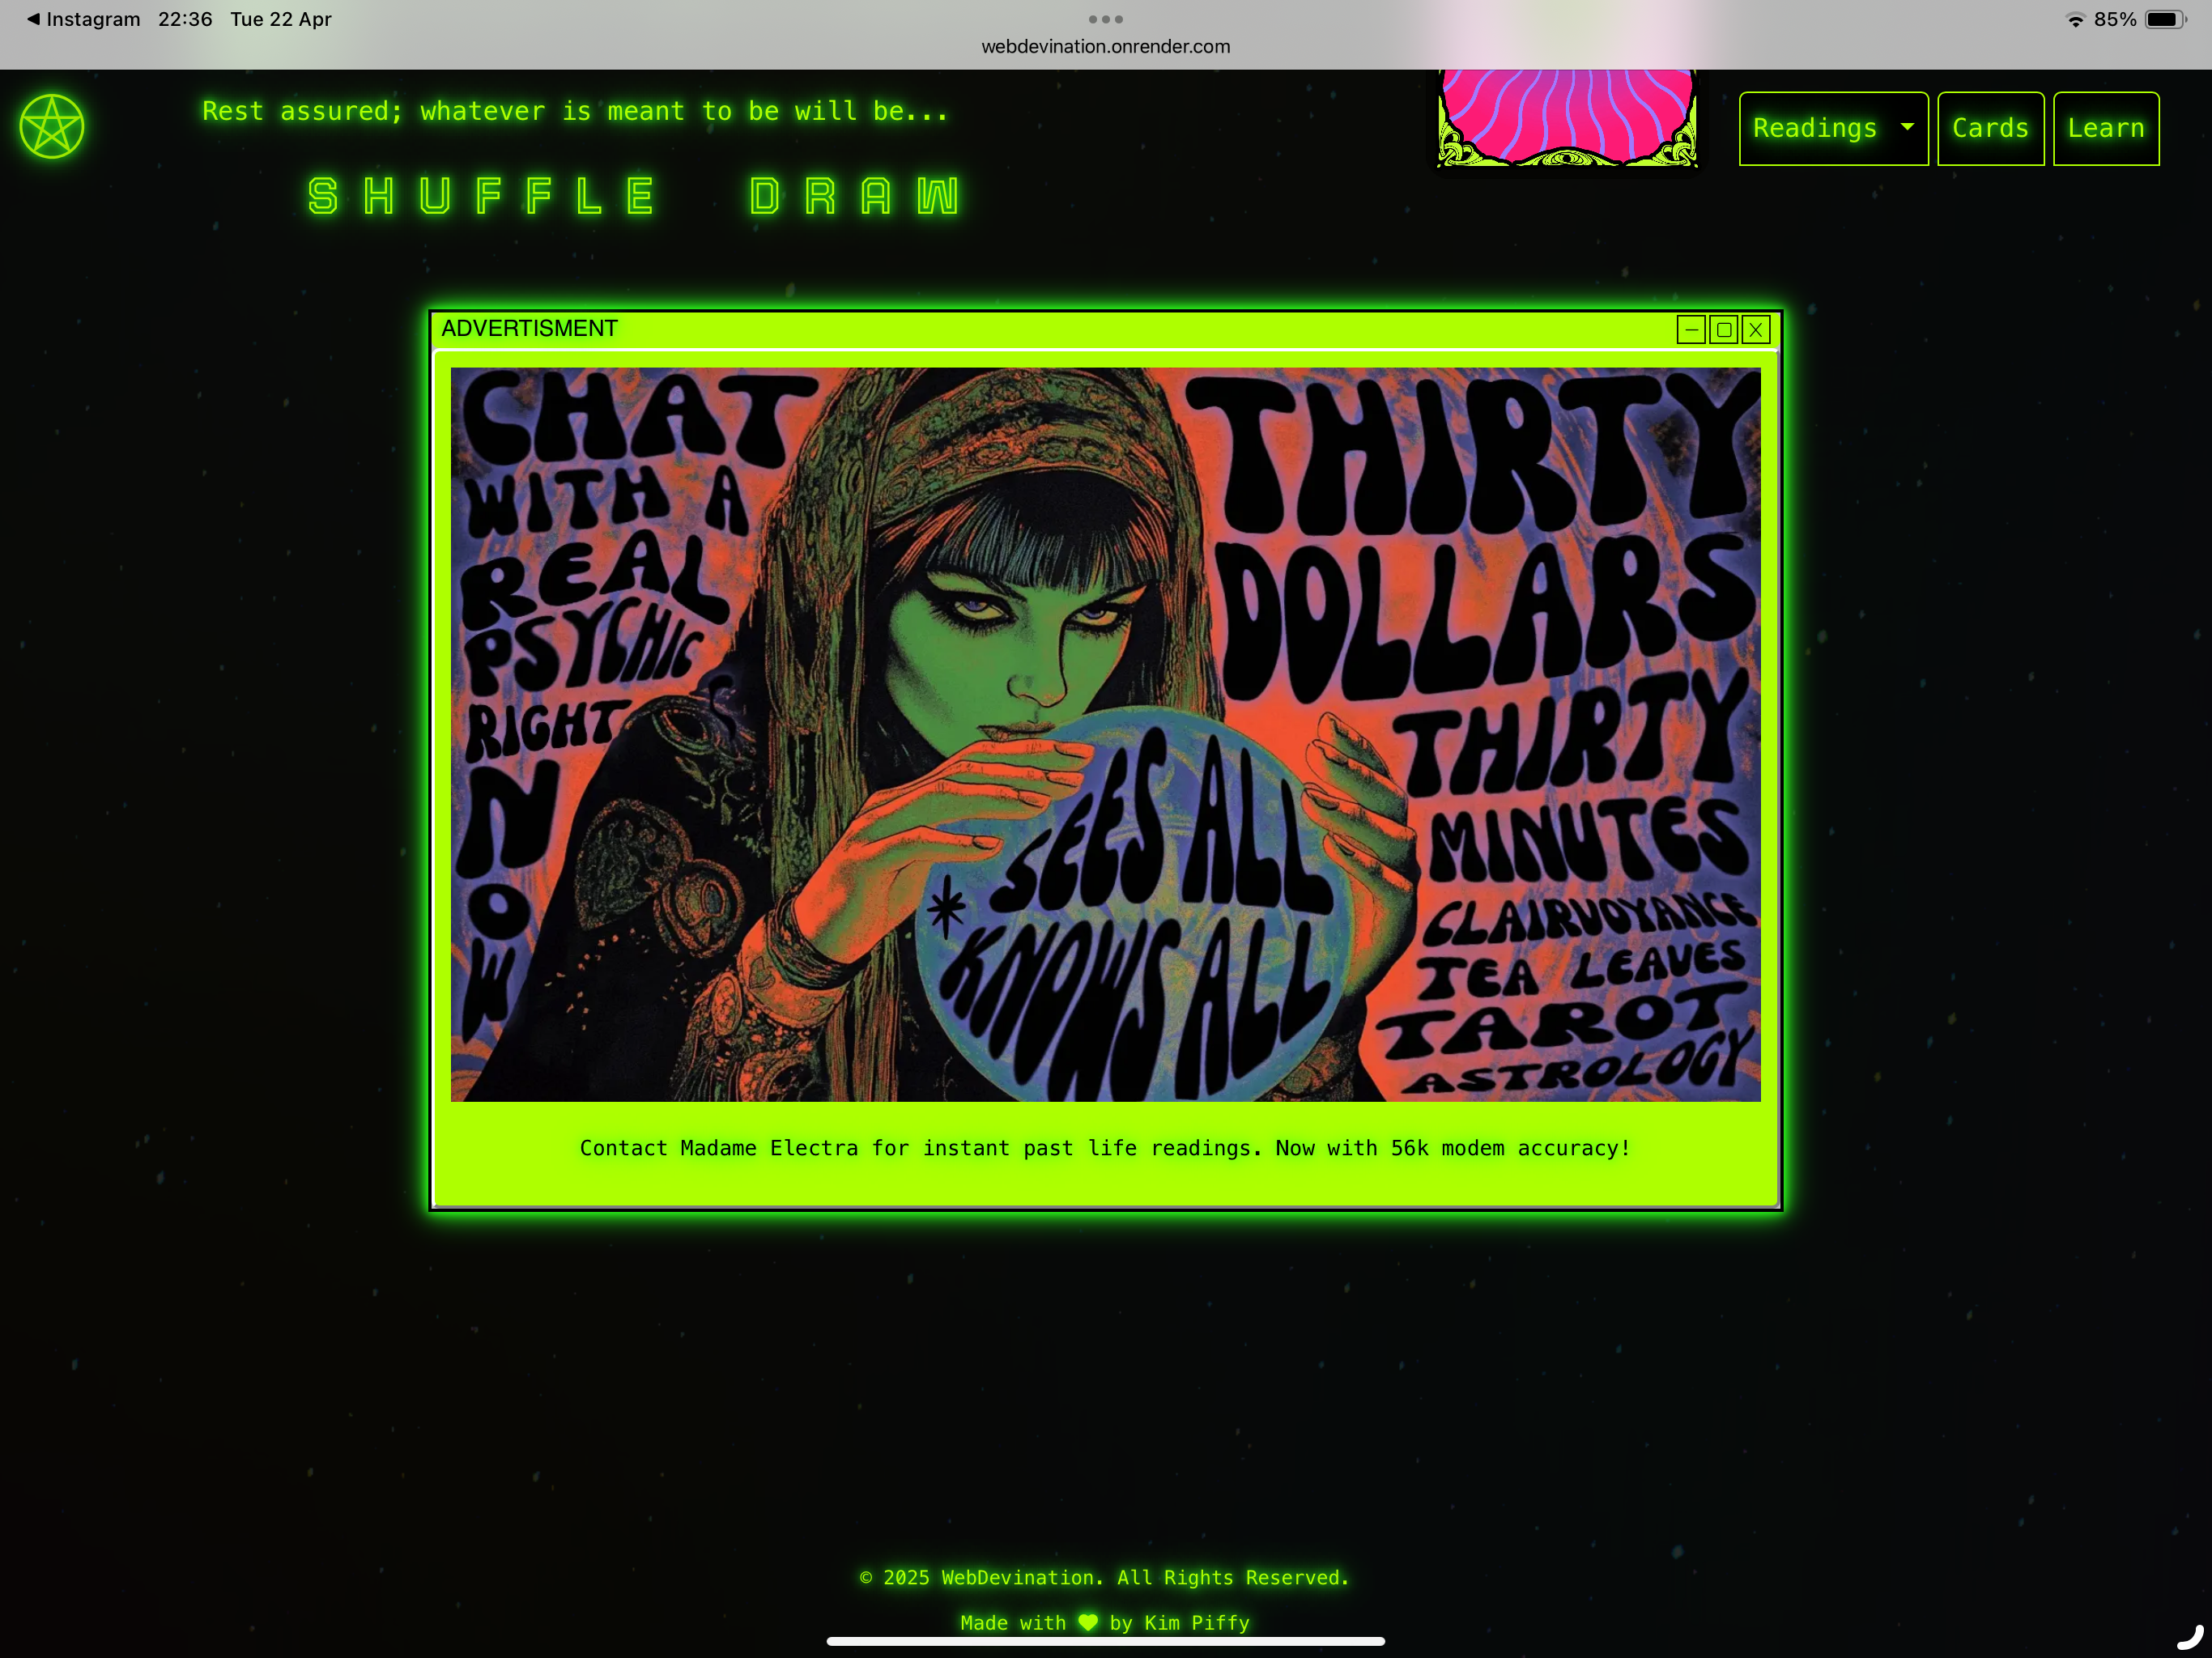 Instagram 22:36 Tue 22 Apr
85%
webdevination.onrender.com
Rest assured; whatever is meant to be will be...
Readings
Cards
Learn
SHUFFLE DRAW
ADVERTISMENT
CHAT
WITH A
REAL
PSYCHIC
RIGHT
NOW
SEES ALL
KNOWS ALL
THIRTY
DOLLARS
THIRTY
MINUTES
CLAIRVOYANCE
TEA LEAVES
TAROT
ASTROLOGY
Contact Madame Electra for instant past life readings. Now with 56k modem accuracy!
© 2025 WebDevination. All Rights Reserved.
Made with 💚 by Kim Piffy